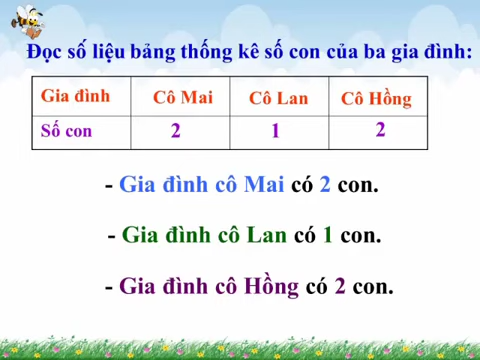 Đọc số liệu bảng thống kê số con của ba gia đình:
Gia đình Cô Mai Cô Lan Cô Hồng
Số con 2 1 2
- Gia đình cô Mai có 2 con.
- Gia đình cô Lan có 1 con.
- Gia đình cô Hồng có 2 con.